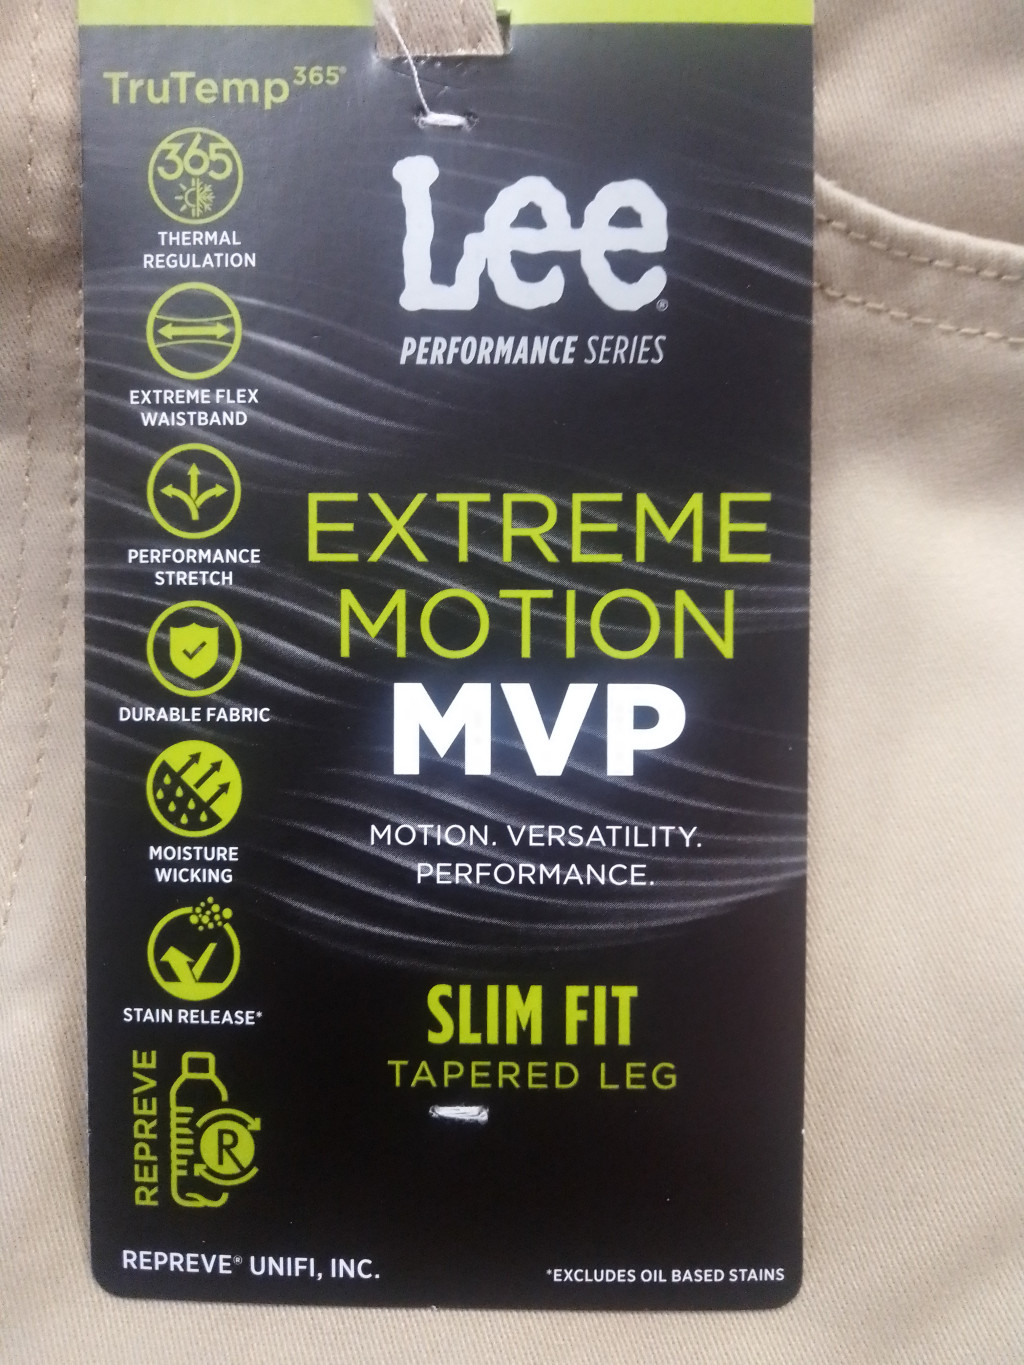 TruTemp365®
365
THERMAL
REGULATION
EXTREME FLEX
WAISTBAND
PERFORMANCE
STRETCH
DURABLE FABRIC
MOISTURE
WICKING
STAIN RELEASE*
REPREVE
R
REPREVE® UNIFI, INC.
Lee®
PERFORMANCE SERIES
EXTREME
MOTION
MVP
MOTION. VERSATILITY.
PERFORMANCE.
SLIM FIT
TAPERED LEG
*EXCLUDES OIL BASED STAINS